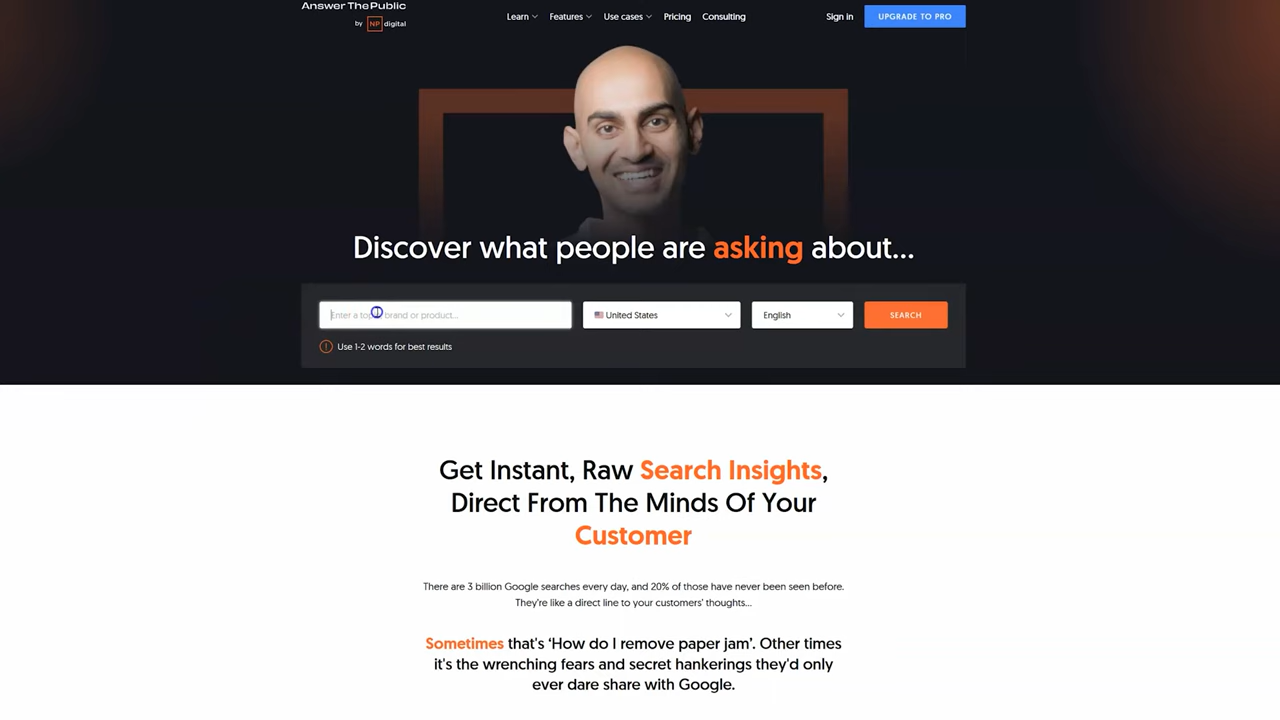 AnswerThePublic
by NP digital
Learn
Features
Use cases
Pricing
Consulting
Sign in
UPGRADE TO PRO
Discover what people are asking about...
Enter a topic, brand or product...
United States
English
SEARCH
Use 1-2 words for best results
Get Instant, Raw Search Insights,
Direct From The Minds Of Your
Customer
There are 3 billion Google searches every day, and 20% of those have never been seen before.
They're like a direct line to your customers' thoughts...
Sometimes that's ‘How do I remove paper jam’. Other times
it's the wrenching fears and secret hankerings they'd only
ever dare share with Google.